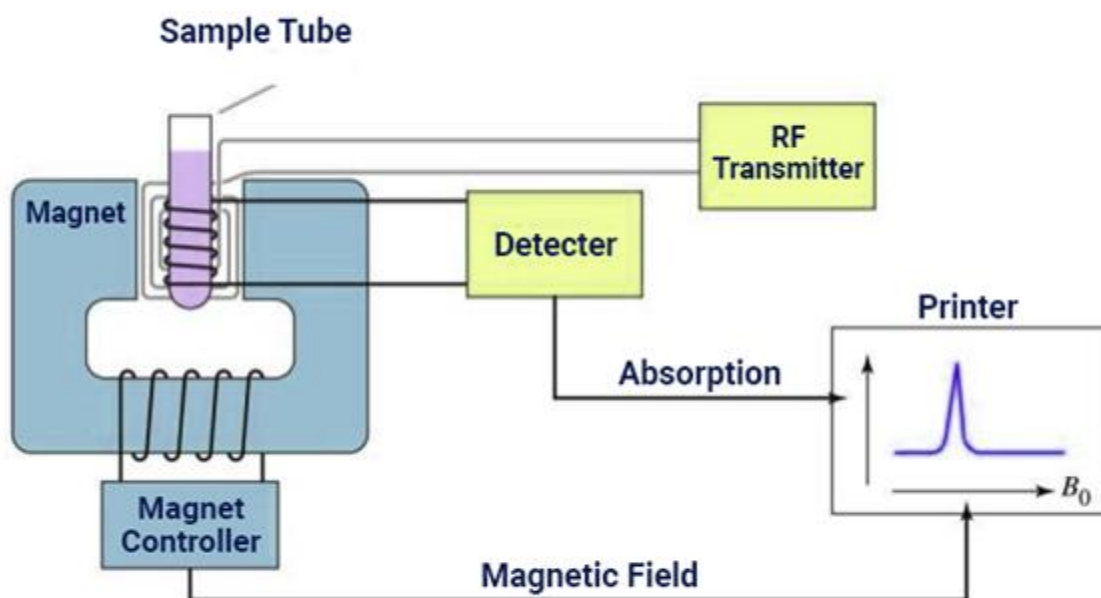 Sample Tube
RF
Transmitter
Magnet
Detecter
Printer
Absorption
B0
Magnet
Controller
Magnetic Field